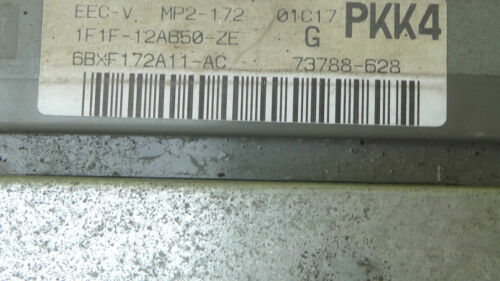 EEC-V MP2-172 01C17 PKK4
1F1F-12A650-ZE G
6BXF172A11-AC 73788-628